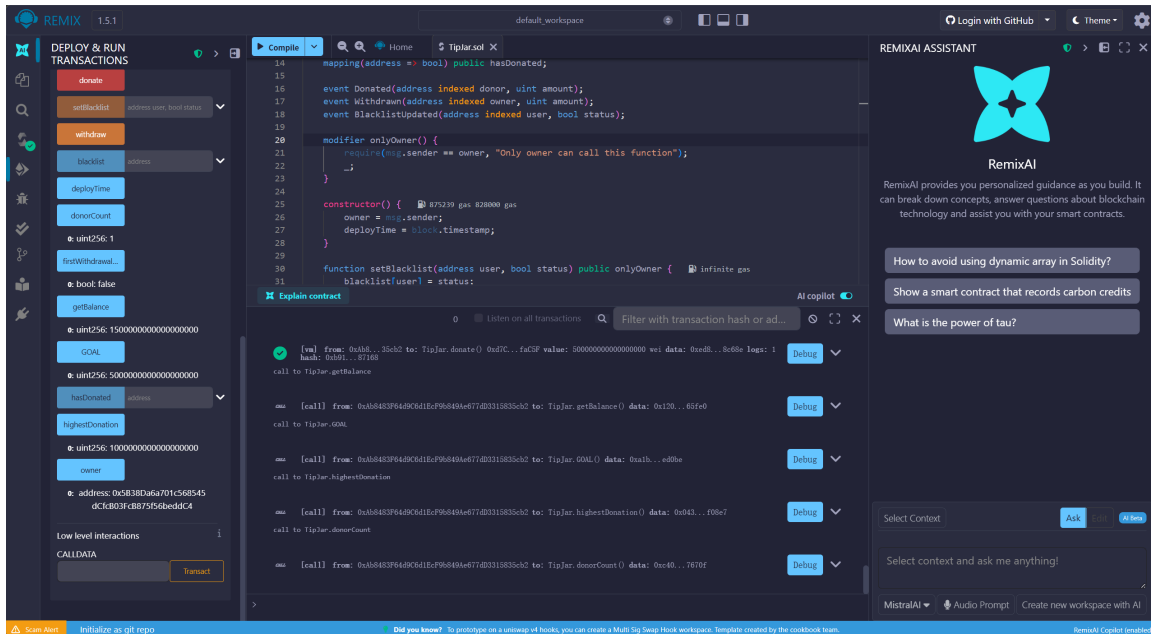 REMIX 1.5.1
default_workspace
Login with GitHub
Theme
DEPLOY & RUN
TRANSACTIONS
donate
setBlacklist address user, bool status
withdraw
blacklist address
deployTime
donorCount
0: uint256: 1
firstWithdrawal...
0: bool: false
getBalance
0: uint256: 1500000000000000000
GOAL
0: uint256: 5000000000000000000
hasDonated address
highestDonation
0: uint256: 1000000000000000000
owner
0: address: 0x5B38Da6a701c568545
dCfcB03FcB875f56beddC4
Low level interactions
i
CALLDATA
Transact
Compile
Home
TipJar.sol
14 mapping(address => bool) public hasDonated;
15
16 event Donated(address indexed donor, uint amount);
17 event Withdrawn(address indexed owner, uint amount);
18 event BlacklistUpdated(address indexed user, bool status);
19
20 modifier onlyOwner() {
21 require(msg.sender == owner, "Only owner can call this function");
22 _;
23 }
24
25 constructor() { 875239 gas 828000 gas
26 owner = msg.sender;
27 deployTime = block.timestamp;
28 }
29
30 function setBlacklist(address user, bool status) public onlyOwner { infinite gas
31 blacklist[user] = status;
Explain contract
AI copilot
0 Listen on all transactions Filter with transaction hash or ad...
[vm] from: 0xAb8...35cb2 to: TipJar.donate() 0xd7C...faC5F value: 500000000000000000 wei data: 0xed8...8c68e logs: 1
hash: 0xb91...87168
Debug
call to TipJar.getBalance
[call] from: 0xAb8483F64d9C6d1EcF9b849Ae677dD3315835cb2 to: TipJar.getBalance() data: 0x120...65fe0
Debug
call to TipJar.GOAL
[call] from: 0xAb8483F64d9C6d1EcF9b849Ae677dD3315835cb2 to: TipJar.GOAL() data: 0xa1b...ed0be
Debug
call to TipJar.highestDonation
[call] from: 0xAb8483F64d9C6d1EcF9b849Ae677dD3315835cb2 to: TipJar.highestDonation() data: 0x043...f08e7
Debug
call to TipJar.donorCount
[call] from: 0xAb8483F64d9C6d1EcF9b849Ae677dD3315835cb2 to: TipJar.donorCount() data: 0xc40...7670f
Debug
>
REMIXAI ASSISTANT
RemixAI
RemixAI provides you personalized guidance as you build. It
can break down concepts, answer questions about blockchain
technology and assist you with your smart contracts.
How to avoid using dynamic array in Solidity?
Show a smart contract that records carbon credits
What is the power of tau?
Select Context
Ask Edit AI Beta
Select context and ask me anything!
MistralAI Audio Prompt Create new workspace with AI
Scam Alert Initialize as git repo
Did you know? To prototype on a uniswap v4 hooks, you can create a Multi Sig Swap Hook workspace. Template created by the cookbook team.
RemixAI Copilot (enabled)